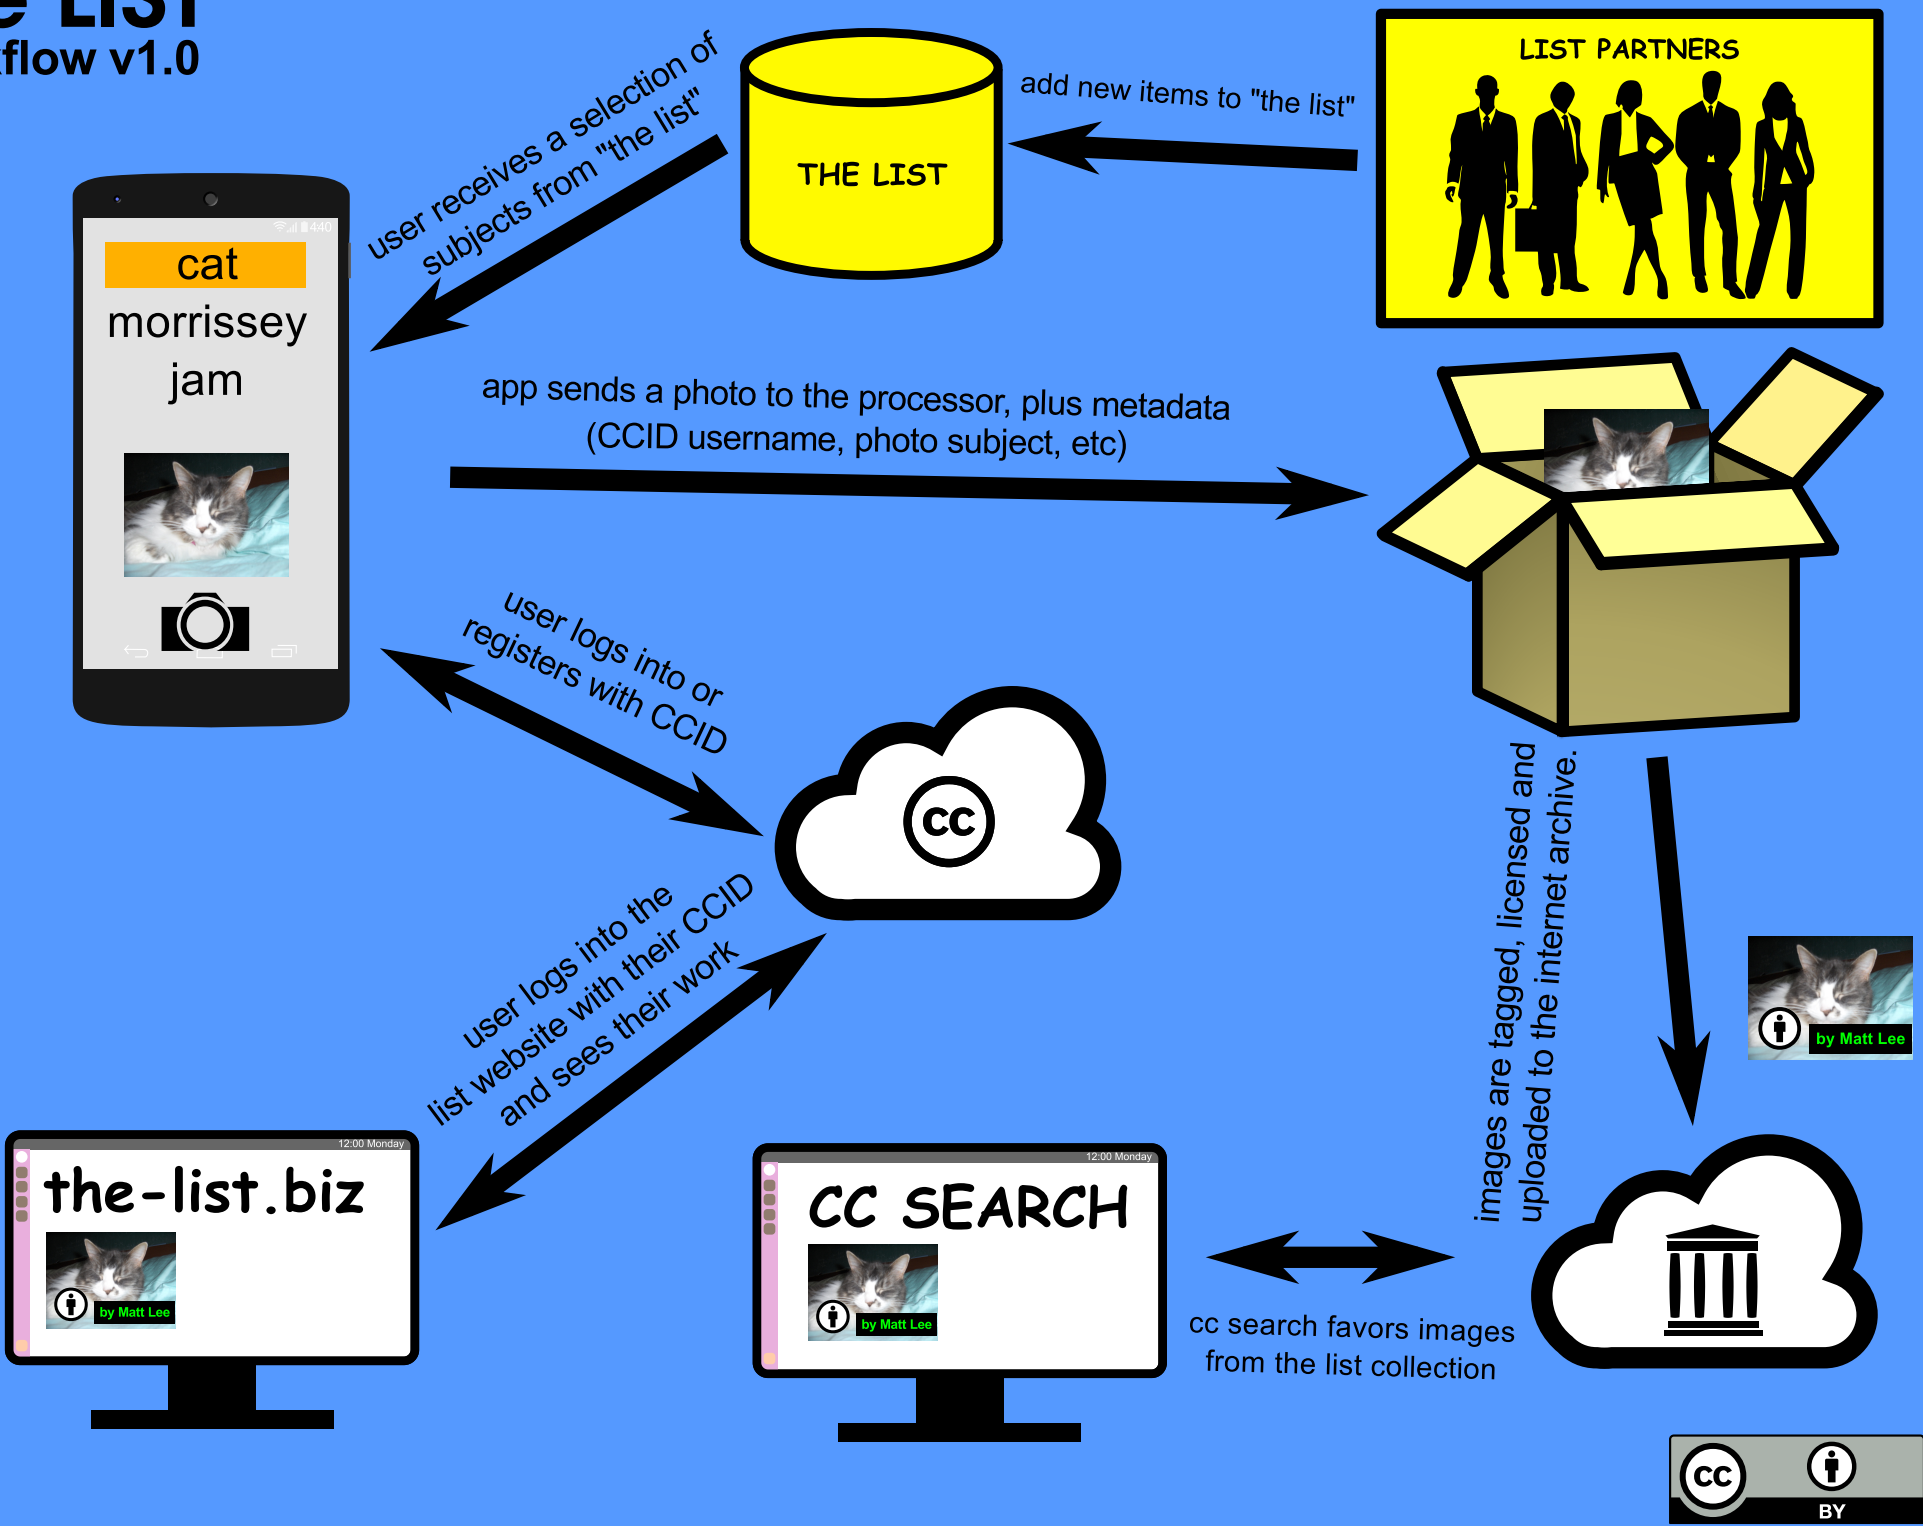 e LIST
kflow v1.0
user receives a selection of
subjects from "the list"
THE LIST
add new items to "the list"
LIST PARTNERS
4:40
cat
morrissey
jam
app sends a photo to the processor, plus metadata
(CCID username, photo subject, etc)
user logs into or
registers with CCID
cc
user logs into the
list website with their CCID
and sees their work
images are tagged, licensed and
uploaded to the internet archive.
by Matt Lee
12:00 Monday
the-list.biz
by Matt Lee
12:00 Monday
CC SEARCH
by Matt Lee
cc search favors images
from the list collection
cc
BY